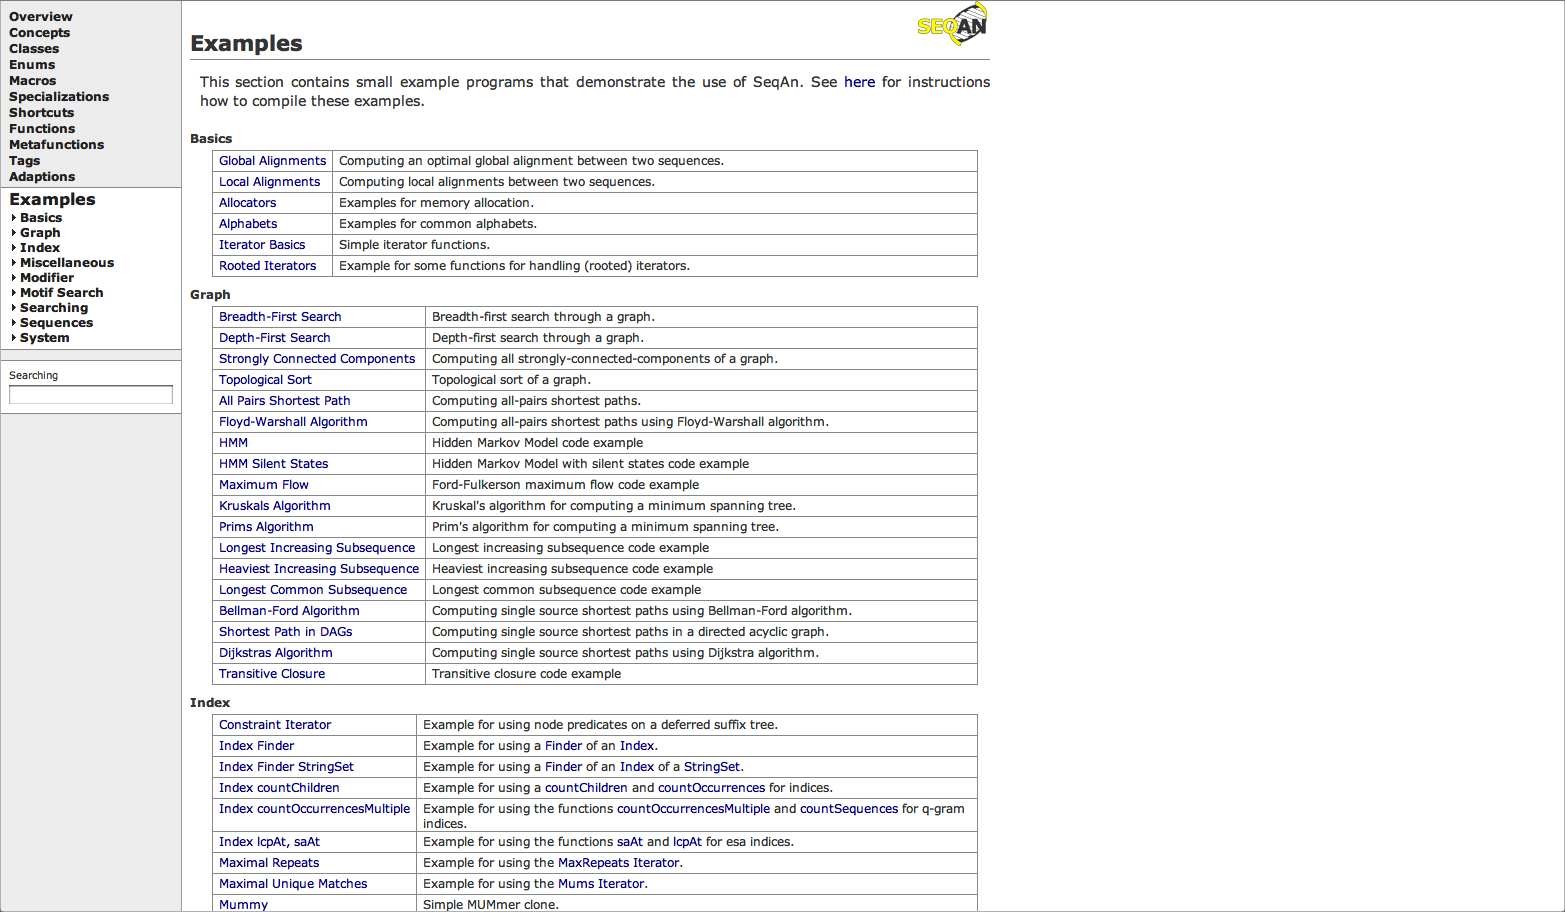 Overview
Concepts
Classes
Enums
Macros
Specializations
Shortcuts
Functions
Metafunctions
Tags
Adaptions
Examples
Basics
Graph
Index
Miscellaneous
Modifier
Motif Search
Searching
Sequences
System
Searching
SEQAN
Examples
This section contains small example programs that demonstrate the use of SeqAn. See here for instructions
how to compile these examples.
Basics
Global Alignments Computing an optimal global alignment between two sequences.
Local Alignments Computing local alignments between two sequences.
Allocators Examples for memory allocation.
Alphabets Examples for common alphabets.
Iterator Basics Simple iterator functions.
Rooted Iterators Example for some functions for handling (rooted) iterators.
Graph
Breadth-First Search Breadth-first search through a graph.
Depth-First Search Depth-first search through a graph.
Strongly Connected Components Computing all strongly-connected-components of a graph.
Topological Sort Topological sort of a graph.
All Pairs Shortest Path Computing all-pairs shortest paths.
Floyd-Warshall Algorithm Computing all-pairs shortest paths using Floyd-Warshall algorithm.
HMM Hidden Markov Model code example
HMM Silent States Hidden Markov Model with silent states code example
Maximum Flow Ford-Fulkerson maximum flow code example
Kruskals Algorithm Kruskal's algorithm for computing a minimum spanning tree.
Prims Algorithm Prim's algorithm for computing a minimum spanning tree.
Longest Increasing Subsequence Longest increasing subsequence code example
Heaviest Increasing Subsequence Heaviest increasing subsequence code example
Longest Common Subsequence Longest common subsequence code example
Bellman-Ford Algorithm Computing single source shortest paths using Bellman-Ford algorithm.
Shortest Path in DAGs Computing single source shortest paths in a directed acyclic graph.
Dijkstras Algorithm Computing single source shortest paths using Dijkstra algorithm.
Transitive Closure Transitive closure code example
Index
Constraint Iterator Example for using node predicates on a deferred suffix tree.
Index Finder Example for using a Finder of an Index.
Index Finder StringSet Example for using a Finder of an Index of a StringSet.
Index countChildren Example for using a countChildren and countOccurrences for indices.
Index countOccurrencesMultiple Example for using the functions countOccurrencesMultiple and countSequences for q-gram
indices.
Index lcpAt, saAt Example for using the functions saAt and lcpAt for esa indices.
Maximal Repeats Example for using the MaxRepeats Iterator.
Maximal Unique Matches Example for using the Mums Iterator.
Mummy Simple MUMmer clone.